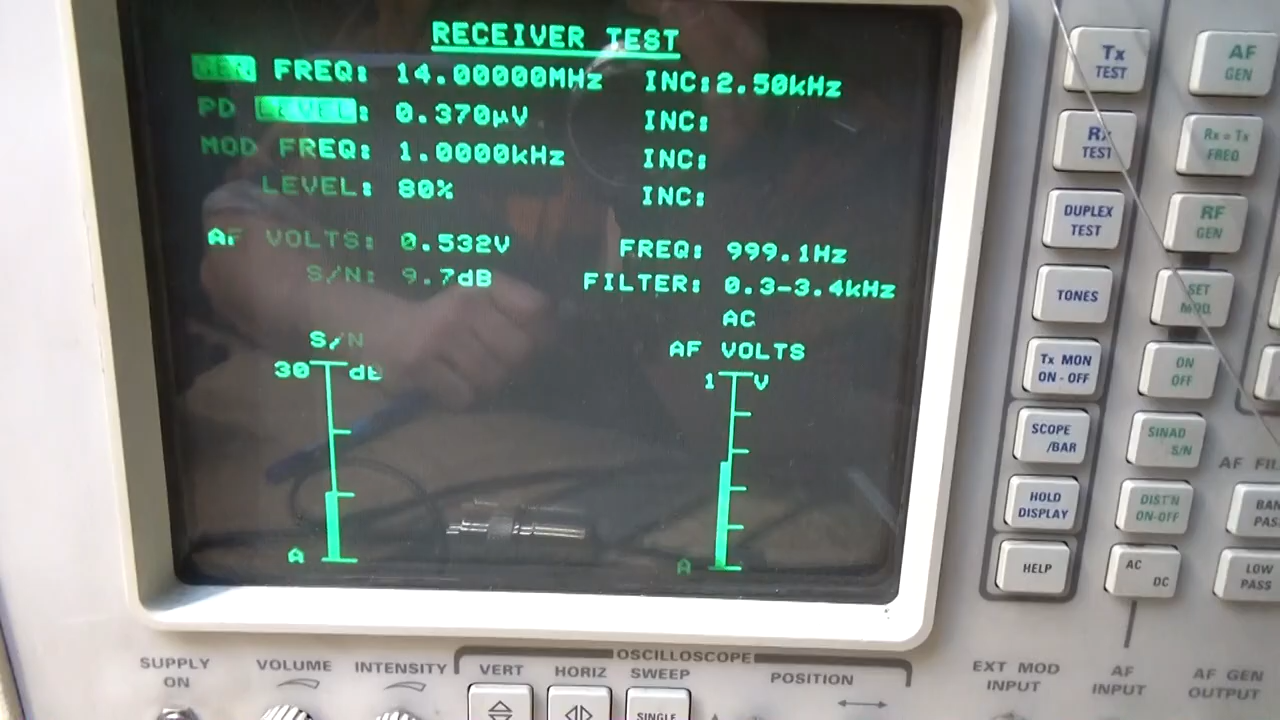 RECEIVER TEST
GEN FREQ: 14.00000MHz INC:2.50kHz
PD LEVEL: 0.370µV INC:
MOD FREQ: 1.0000kHz INC:
LEVEL: 80% INC:
AF VOLTS: 0.532V FREQ: 999.1Hz
S/N: 9.7dB FILTER: 0.3-3.4kHz
AC
S/N AF VOLTS
30 dB 1 V
A A
Tx TEST
AF GEN
Rx TEST
Rx = Tx FREQ
DUPLEX TEST
RF GEN
TONES
SET MOD.
Tx MON ON-OFF
ON OFF
SCOPE /BAR
SINAD S/N
AF
HOLD DISPLAY
DIST'N ON-OFF
HELP
AC DC
LOW PASS
SUPPLY ON
VOLUME
INTENSITY
OSCILLOSCOPE
VERT
HORIZ
SWEEP
POSITION
SINGLE
EXT MOD INPUT
AF INPUT
AF GEN OUTPUT